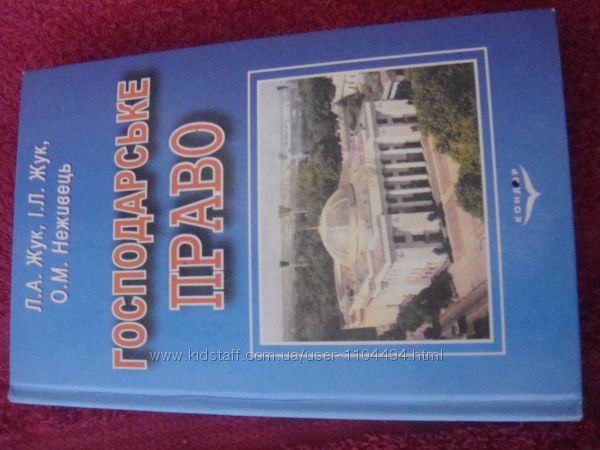 Л.А. Жук, І.Л. Жук,
О.М. Неживець
ГОСПОДАРСЬКЕ
ПРАВО
КОНДОР
www.kidstaff.com.ua/user-1104494.html